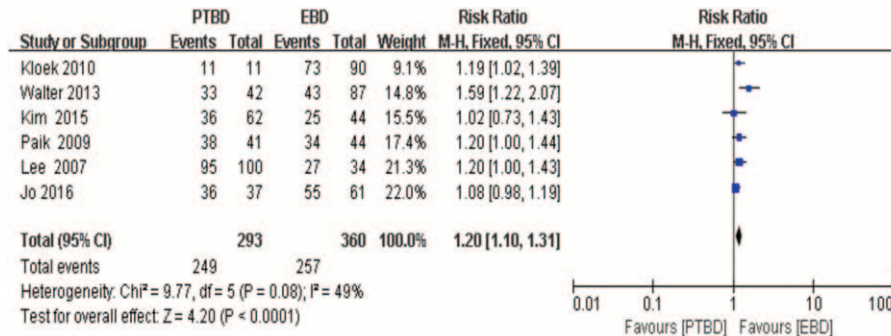 PTBD EBD Risk Ratio Risk Ratio
Study or Subgroup Events Total Events Total Weight M-H, Fixed, 95% CI M-H, Fixed, 95% CI
Kloek 2010 11 11 73 90 9.1% 1.19 [1.02, 1.39]
Walter 2013 33 42 43 87 14.8% 1.59 [1.22, 2.07]
Kim 2015 36 62 25 44 15.5% 1.02 [0.73, 1.43]
Paik 2009 38 41 34 44 17.4% 1.20 [1.00, 1.44]
Lee 2007 95 100 27 34 21.3% 1.20 [1.00, 1.43]
Jo 2016 36 37 55 61 22.0% 1.08 [0.98, 1.19]
Total (95% CI) 293 360 100.0% 1.20 [1.10, 1.31]
Total events 249 257
Heterogeneity: Chi² = 9.77, df = 5 (P = 0.08); I² = 49%
Test for overall effect: Z = 4.20 (P < 0.0001)
0.01 0.1 1 10 100
Favours [PTBD] Favours [EBD]